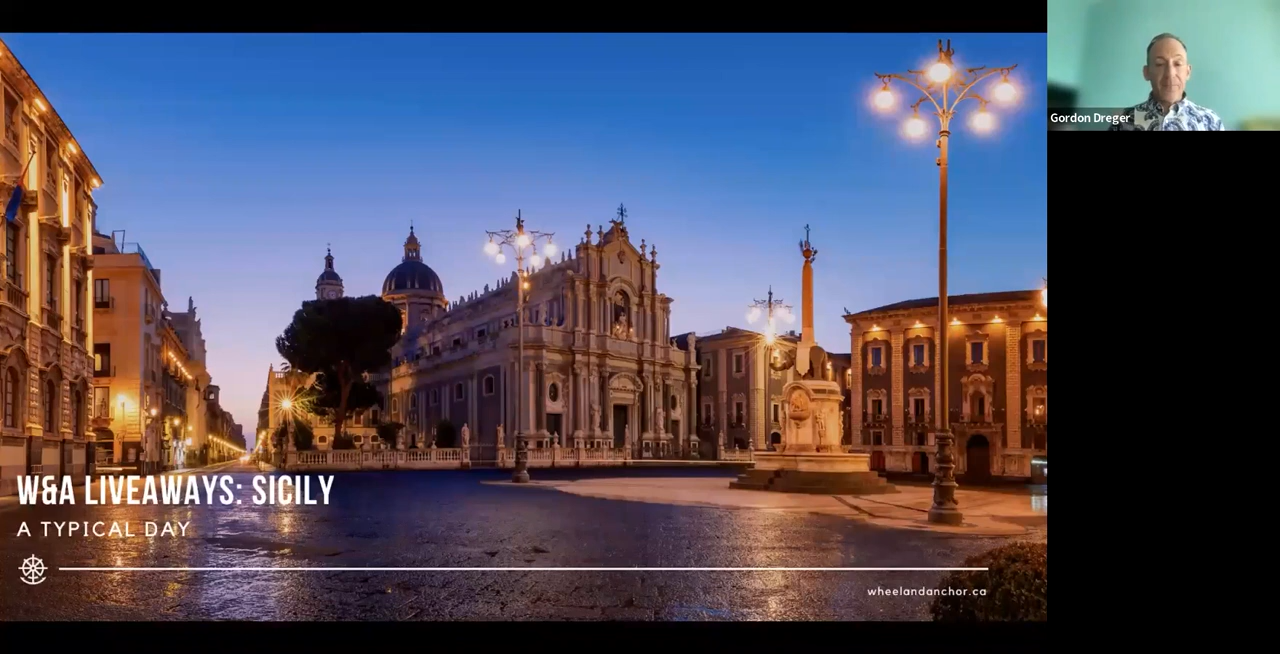 Gordon Dreger
W&A LIVEAWAYS: SICILY
A TYPICAL DAY
wheelandanchor.ca